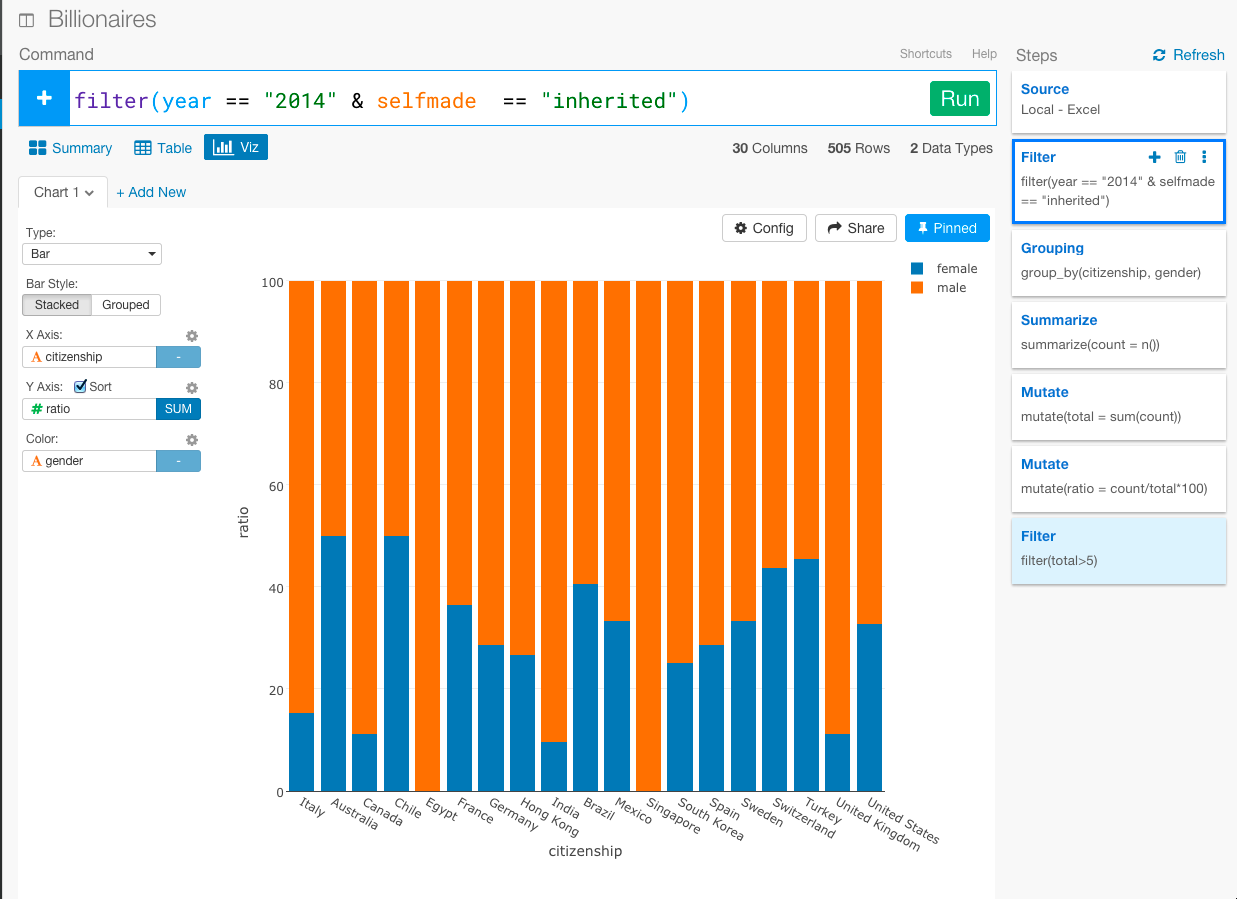 Billionaires
Command
Shortcuts Help
+ filter(year == "2014" & selfmade == "inherited") Run
Summary Table Viz
30 Columns 505 Rows 2 Data Types
Chart 1 + Add New
Config Share Pinned
Type:
Bar
Bar Style:
Stacked Grouped
X Axis:
A citizenship -
Y Axis: Sort
# ratio SUM
Color:
A gender -
female
male
100
80
60
40
20
0
ratio
Italy
Australia
Canada
Chile
Egypt
France
Germany
Hong Kong
India
Brazil
Mexico
Singapore
South Korea
Spain
Sweden
Switzerland
Turkey
United Kingdom
United States
citizenship
Steps Refresh
Source
Local - Excel
Filter
filter(year == "2014" & selfmade
== "inherited")
Grouping
group_by(citizenship, gender)
Summarize
summarize(count = n())
Mutate
mutate(total = sum(count))
Mutate
mutate(ratio = count/total*100)
Filter
filter(total>5)